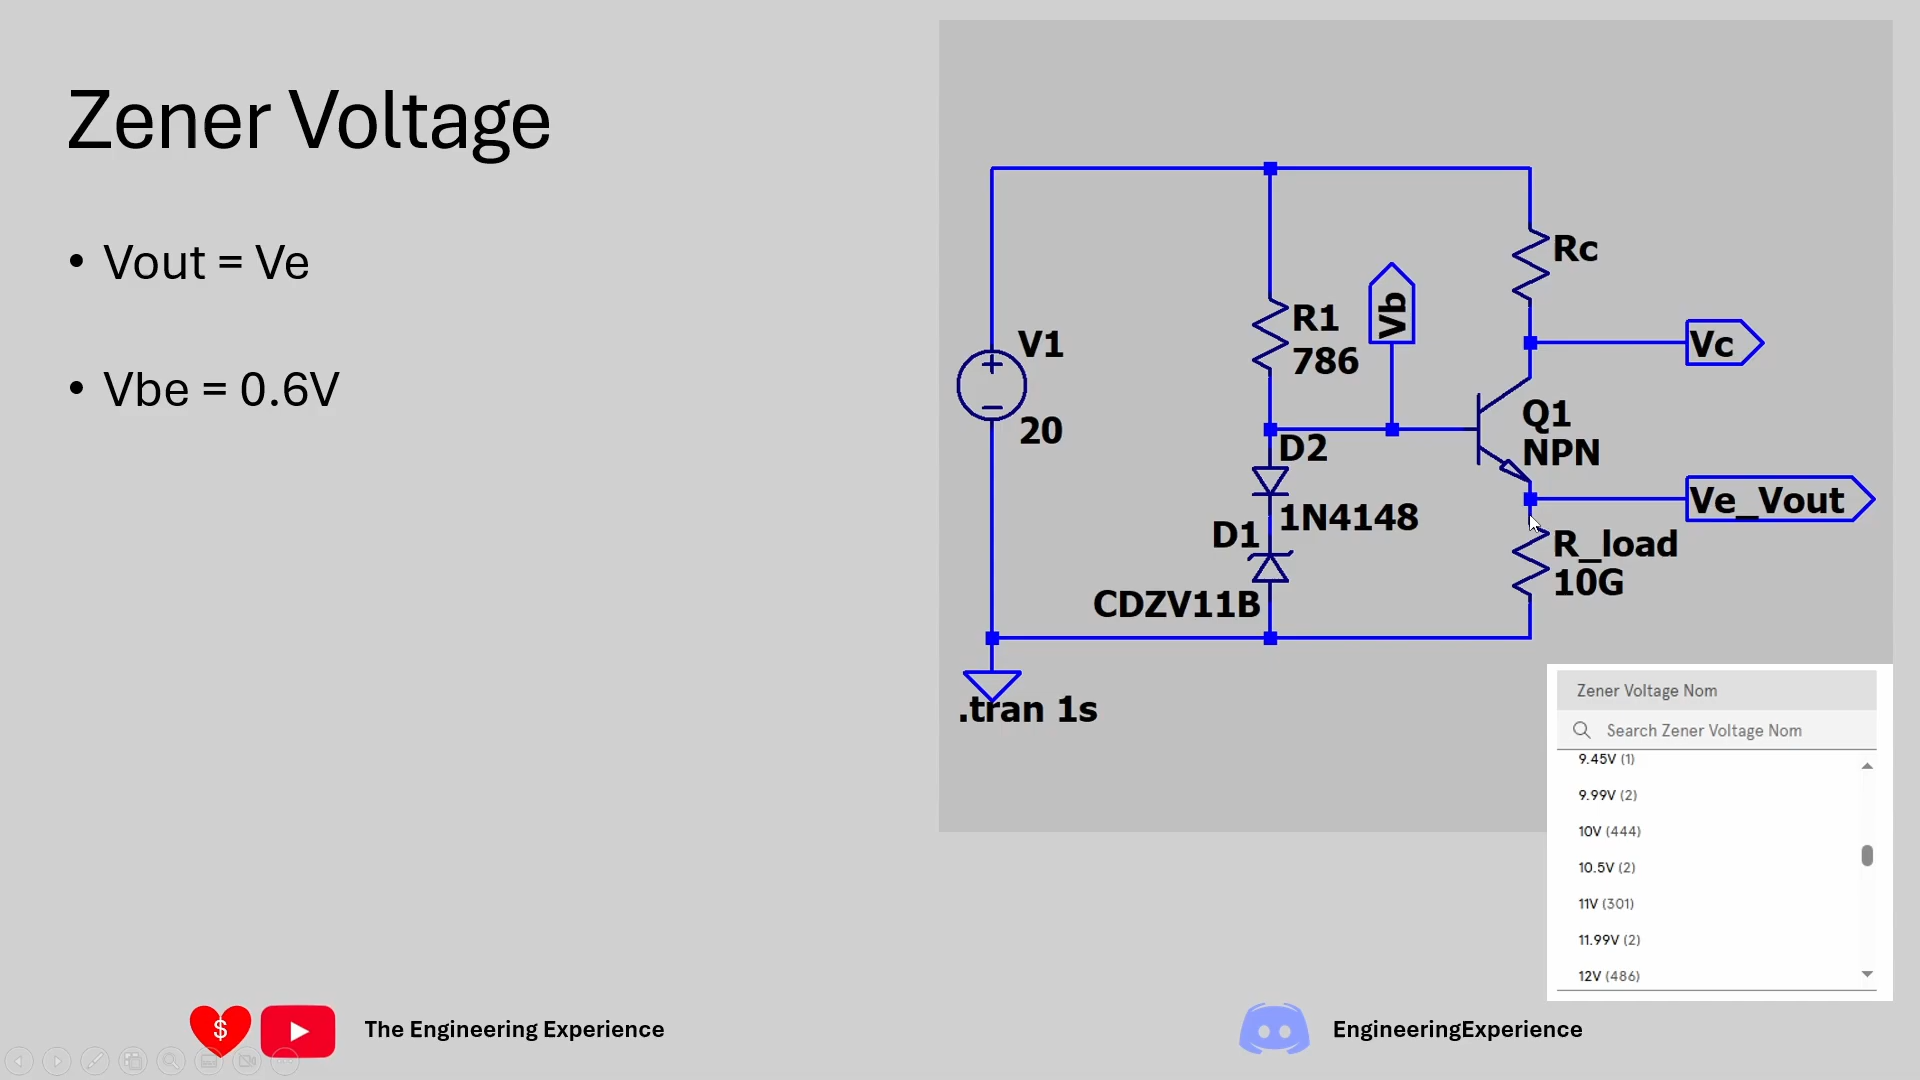 Zener Voltage
• Vout = Ve
• Vbe = 0.6V
V1
20
R1
786
Vb
Rc
Vc
Q1
NPN
D2
1N4148
D1
CDZV11B
Ve_Vout
R_load
10G
.tran 1s
Zener Voltage Nom
Search Zener Voltage Nom
9.45V (1)
9.99V (2)
10V (444)
10.5V (2)
11V (301)
11.99V (2)
12V (486)
$
The Engineering Experience
EngineeringExperience